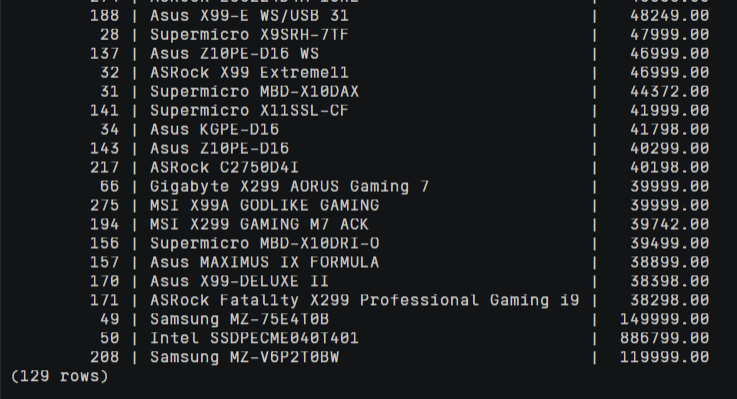 188 | Asus X99-E WS/USB 31 | 48249.00
28 | Supermicro X9SRH-7TF | 47999.00
137 | Asus Z10PE-D16 WS | 46999.00
32 | ASRock X99 Extreme11 | 46999.00
31 | Supermicro MBD-X10DAX | 44372.00
141 | Supermicro X11SSL-CF | 41999.00
34 | Asus KGPE-D16 | 41798.00
143 | Asus Z10PE-D16 | 40299.00
217 | ASRock C2750D4I | 40198.00
66 | Gigabyte X299 AORUS Gaming 7 | 39999.00
275 | MSI X99A GODLIKE GAMING | 39999.00
194 | MSI X299 GAMING M7 ACK | 39742.00
156 | Supermicro MBD-X10DRI-O | 39499.00
157 | Asus MAXIMUS IX FORMULA | 38899.00
170 | Asus X99-DELUXE II | 38398.00
171 | ASRock Fatal1ty X299 Professional Gaming i9 | 38298.00
49 | Samsung MZ-75E4T0B | 149999.00
50 | Intel SSDPECME040T401 | 886799.00
208 | Samsung MZ-V6P2T0BW | 119999.00
(129 rows)